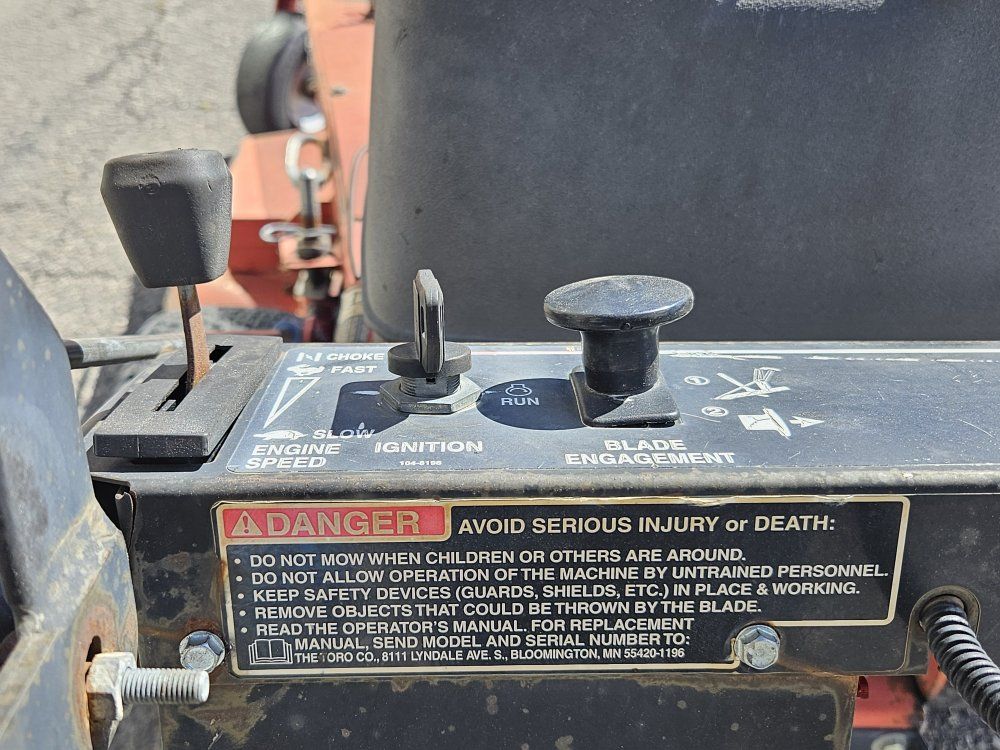 CHOKE
FAST
SLOW
ENGINE
SPEED
IGNITION
RUN
1
2
BLADE
ENGAGEMENT
DANGER
AVOID SERIOUS INJURY or DEATH:
• DO NOT MOW WHEN CHILDREN OR OTHERS ARE AROUND.
• DO NOT ALLOW OPERATION OF THE MACHINE BY UNTRAINED PERSONNEL.
• KEEP SAFETY DEVICES (GUARDS, SHIELDS, ETC.) IN PLACE & WORKING.
• REMOVE OBJECTS THAT COULD BE THROWN BY THE BLADE.
• READ THE OPERATOR'S MANUAL. FOR REPLACEMENT
MANUAL, SEND MODEL AND SERIAL NUMBER TO:
THE TORO CO., 8111 LYNDALE AVE. S., BLOOMINGTON, MN 55420-1196